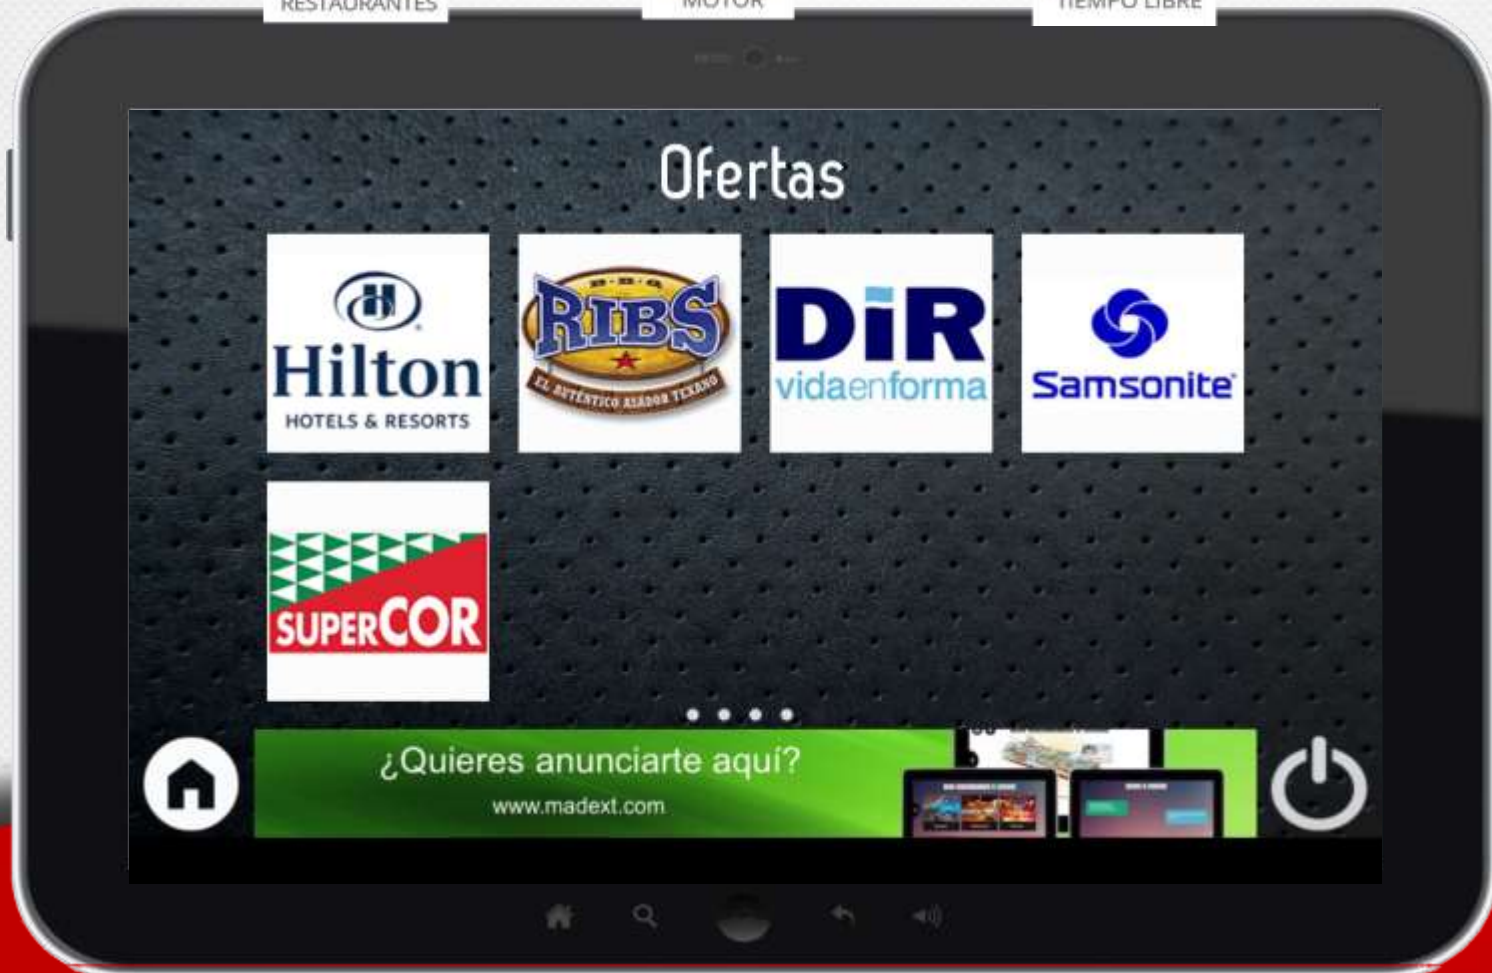 RESTAURANTES
MOTOR
TIEMPO LIBRE
Ofertas
Hilton
HOTELS & RESORTS
B·B·Q
RIBS
EL AUTÉNTICO ASADOR TEXANO
DiR
vidaenforma
Samsonite
SUPERCOR
¿Quieres anunciarte aquí?
www.madext.com